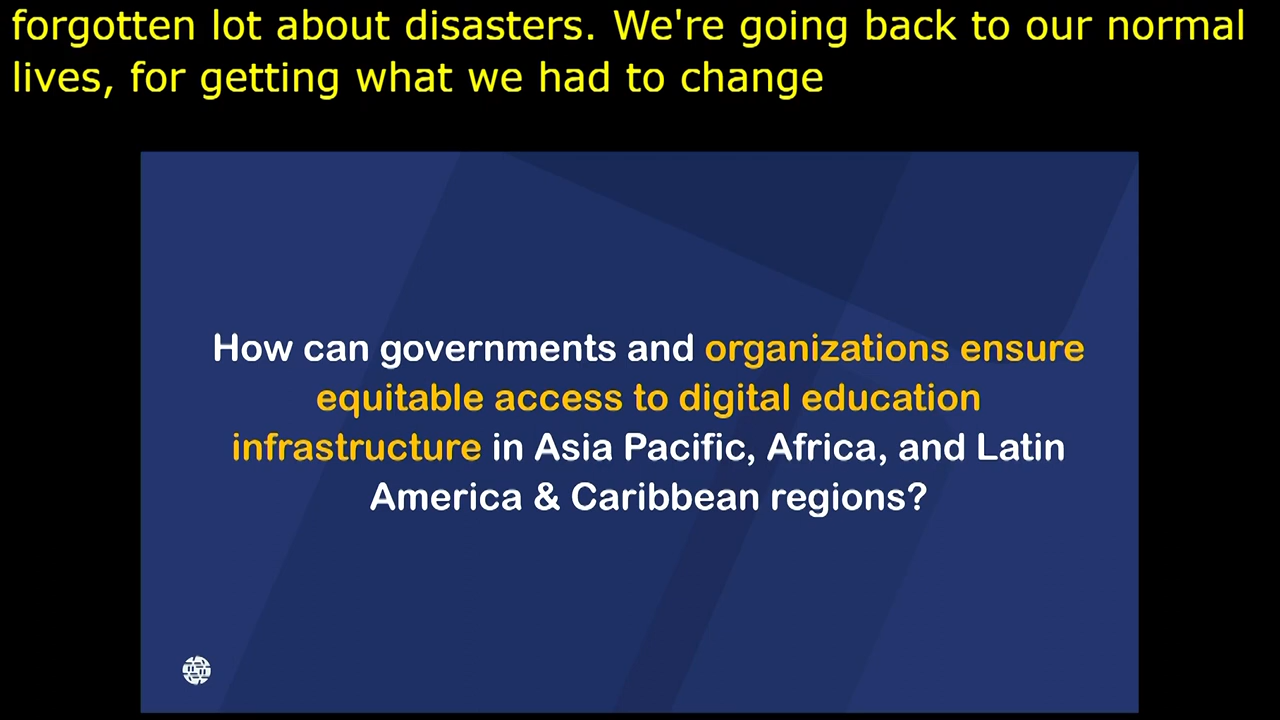 forgotten lot about disasters. We're going back to our normal
lives, for getting what we had to change
How can governments and organizations ensure
equitable access to digital education
infrastructure in Asia Pacific, Africa, and Latin
America & Caribbean regions?